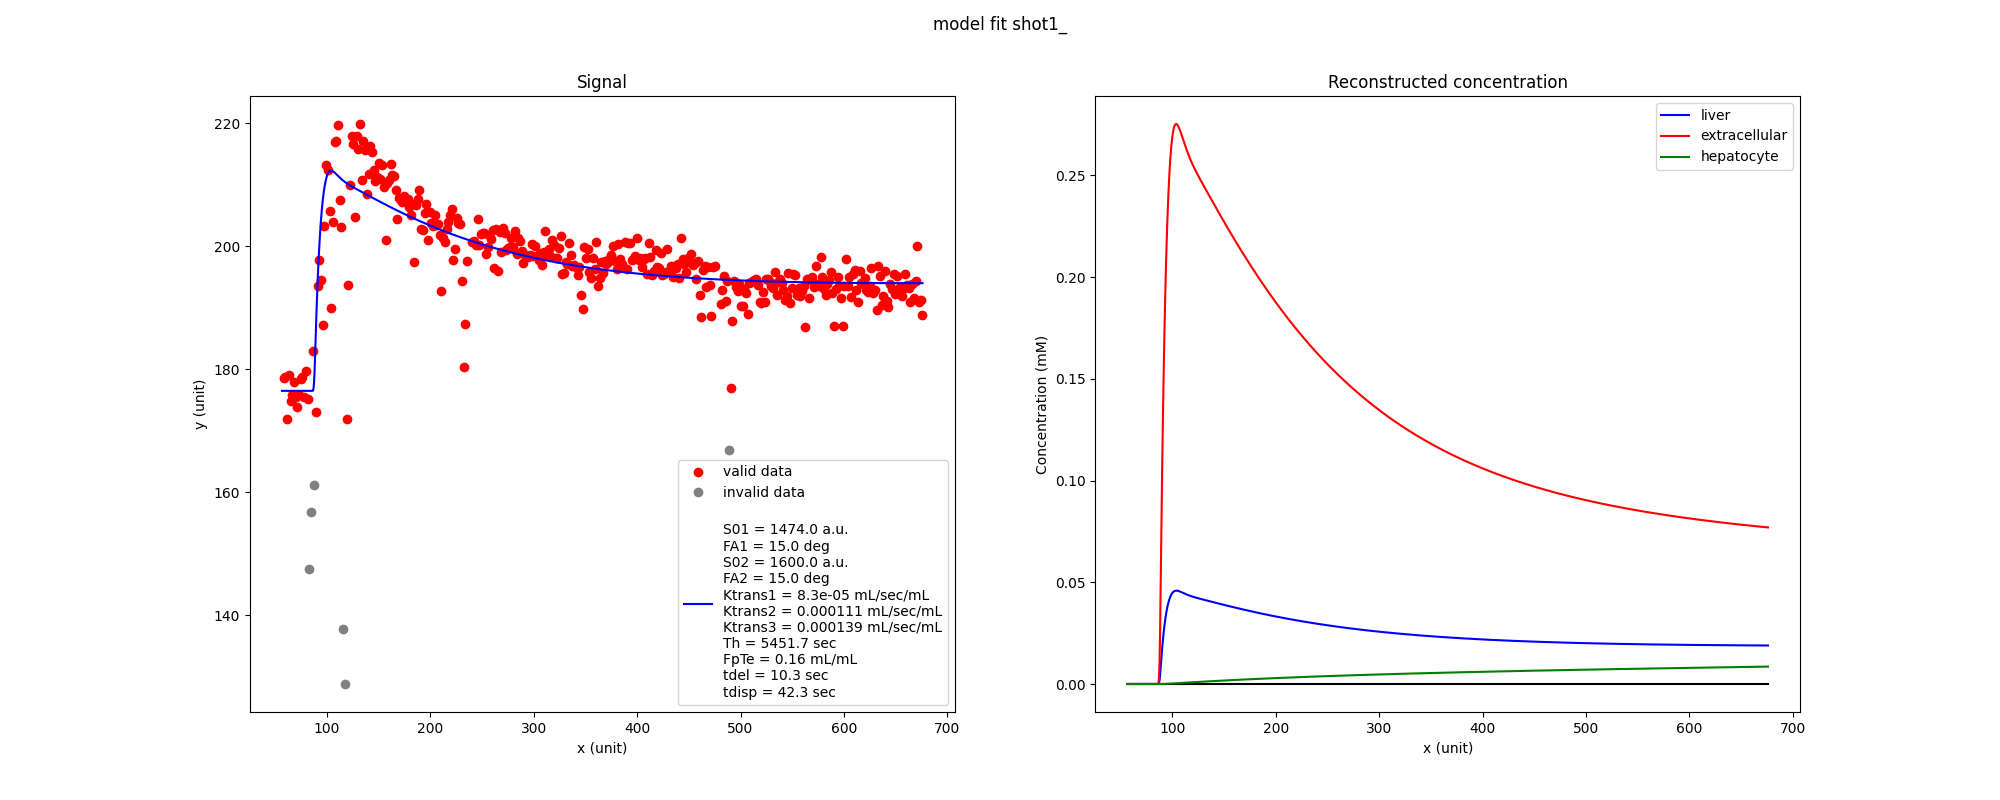 model fit shot1_
Signal
y (unit)
220
200
180
160
140
100
200
300
400
500
600
700
x (unit)
valid data
invalid data
S01 = 1474.0 a.u.
FA1 = 15.0 deg
S02 = 1600.0 a.u.
FA2 = 15.0 deg
Ktrans1 = 8.3e-05 mL/sec/mL
Ktrans2 = 0.000111 mL/sec/mL
Ktrans3 = 0.000139 mL/sec/mL
Th = 5451.7 sec
FpTe = 0.16 mL/mL
tdel = 10.3 sec
tdisp = 42.3 sec
Reconstructed concentration
Concentration (mM)
0.25
0.20
0.15
0.10
0.05
0.00
100
200
300
400
500
600
700
x (unit)
liver
extracellular
hepatocyte